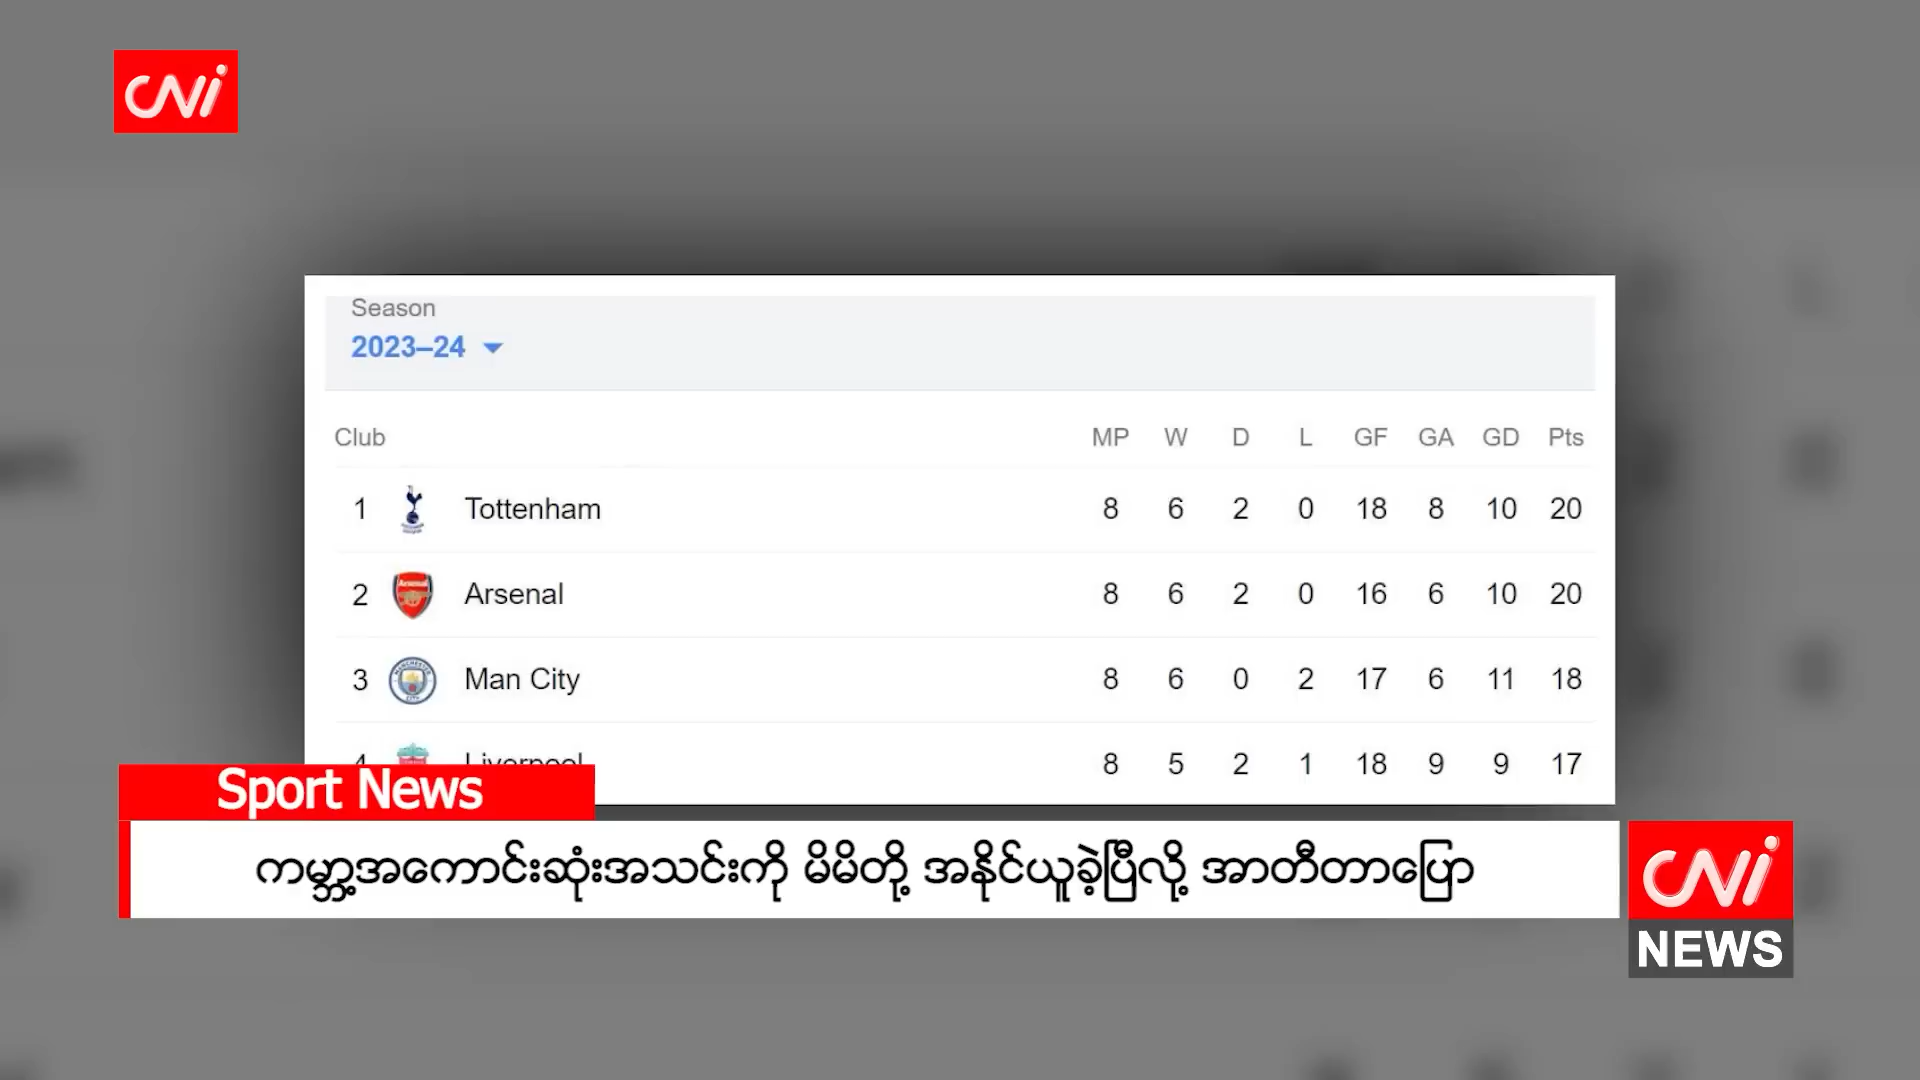 CNi
Season
2023–24
Club MP W D L GF GA GD Pts
1 Tottenham 8 6 2 0 18 8 10 20
2 Arsenal 8 6 2 0 16 6 10 20
3 Man City 8 6 0 2 17 6 11 18
4 Liverpool 8 5 2 1 18 9 9 17
Sport News
ကမ္ဘာ့အကောင်းဆုံးအသင်းကို မိမိတို့ အနိုင်ယူခဲ့ပြီလို့ အာတီတာပြော
CNi
NEWS